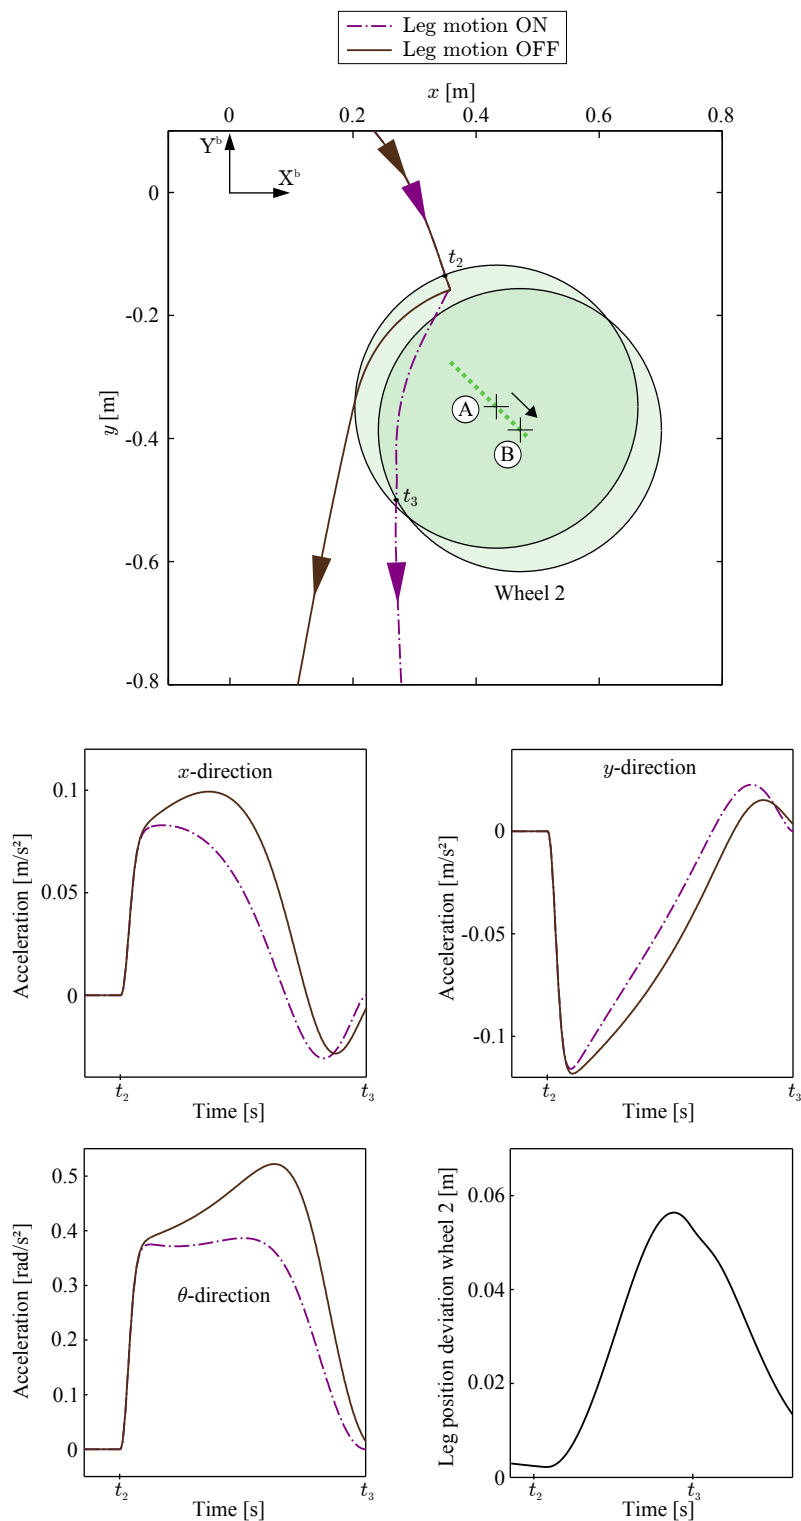 Leg motion ON
Leg motion OFF
x [m]
0 0.2 0.4 0.6 0.8
Yᵇ
Xᵇ
0
-0.2
-0.4
-0.6
-0.8
y [m]
t₂
A
B
t₃
Wheel 2
x-direction
0.1
0.05
0
Acceleration [m/s²]
t₂ t₃
Time [s]
y-direction
0
-0.05
-0.1
Acceleration [m/s²]
t₂ t₃
Time [s]
0.5
0.4
0.3
0.2
0.1
0
Acceleration [rad/s²]
θ-direction
t₂ t₃
Time [s]
0.06
0.04
0.02
0
Leg position deviation wheel 2 [m]
t₂ t₃
Time [s]